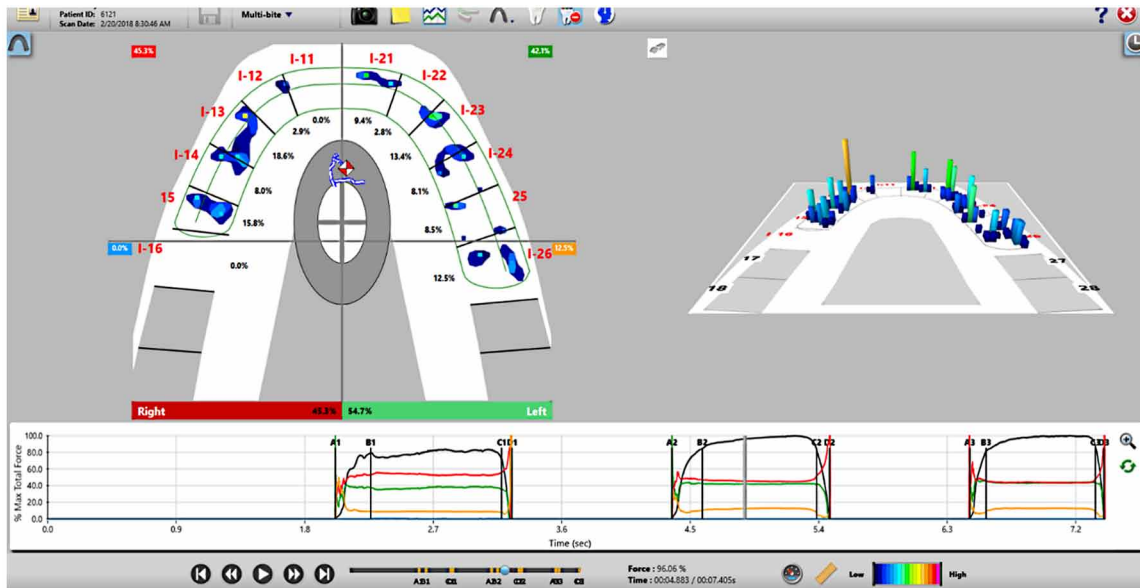 Patient ID: 6121
Scan Date: 2/20/2018 8:30:46 AM
Multi-bite
?
45.3%
42.1%
I-11
I-21
I-12
I-22
I-13
I-23
0.0%
9.4%
2.9%
2.8%
I-14
18.6%
13.4%
I-24
8.0%
8.1%
15
25
15.8%
8.5%
0.0%
I-16
I-26
12.5%
0.0%
12.5%
17
27
18
28
Right
45.3%
54.7%
Left
% Max Total Force
100.0
80.0
60.0
40.0
20.0
0.0
A1
B1
C1D1
A2
B2
C2
D2
A3
B3
0.0
0.9
1.8
2.7
3.6
4.5
5.4
6.3
7.2
Time (sec)
Force : 96.06 %
Time : 00:04.883 / 00:07.405s
Low
High